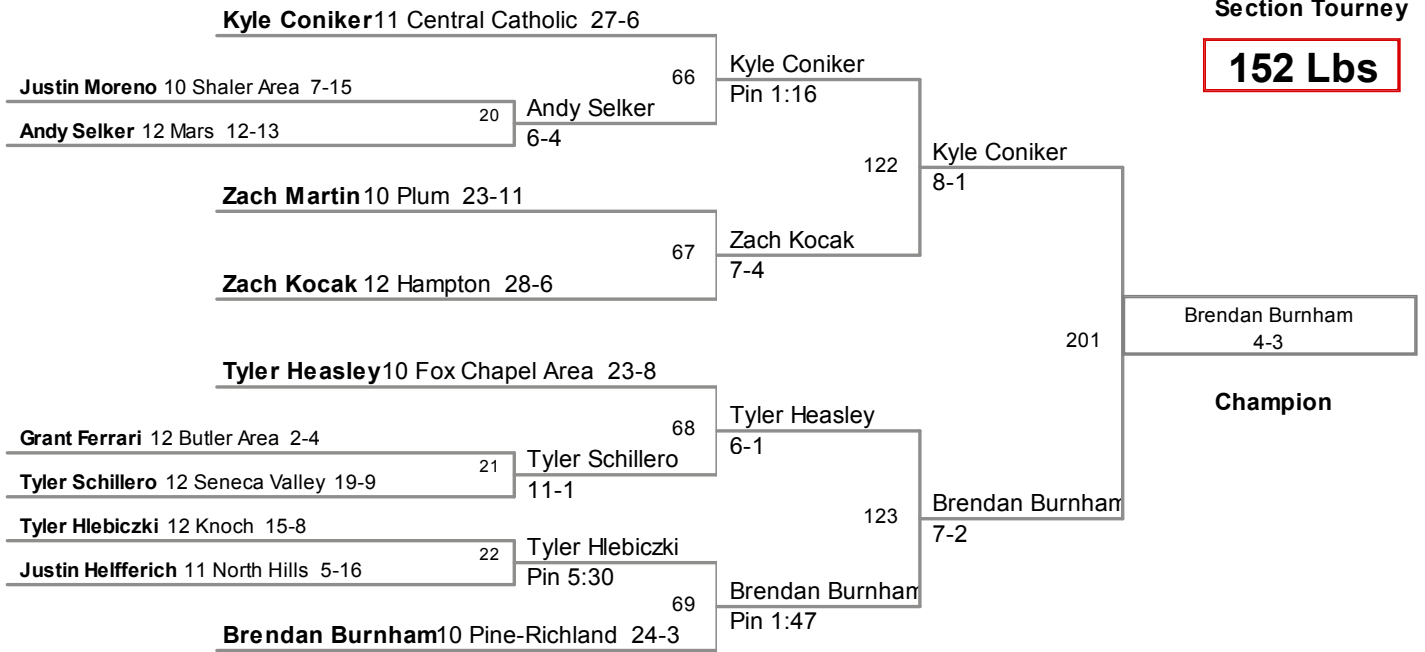 Section Tourney
152 Lbs
Kyle Coniker 11 Central Catholic 27-6
Justin Moreno 10 Shaler Area 7-15
Andy Selker 12 Mars 12-13
20
Andy Selker
6-4
66
Kyle Coniker
Pin 1:16
Zach Martin 10 Plum 23-11
Zach Kocak 12 Hampton 28-6
67
Zach Kocak
7-4
122
Kyle Coniker
8-1
Tyler Heasley 10 Fox Chapel Area 23-8
Grant Ferrari 12 Butler Area 2-4
Tyler Schillero 12 Seneca Valley 19-9
21
Tyler Schillero
11-1
68
Tyler Heasley
6-1
Tyler Hlebiczki 12 Knoch 15-8
Justin Helfferich 11 North Hills 5-16
22
Tyler Hlebiczki
Pin 5:30
Brendan Burnham 10 Pine-Richland 24-3
69
Brendan Burnham
Pin 1:47
123
Brendan Burnham
7-2
201
Brendan Burnham
4-3
Champion